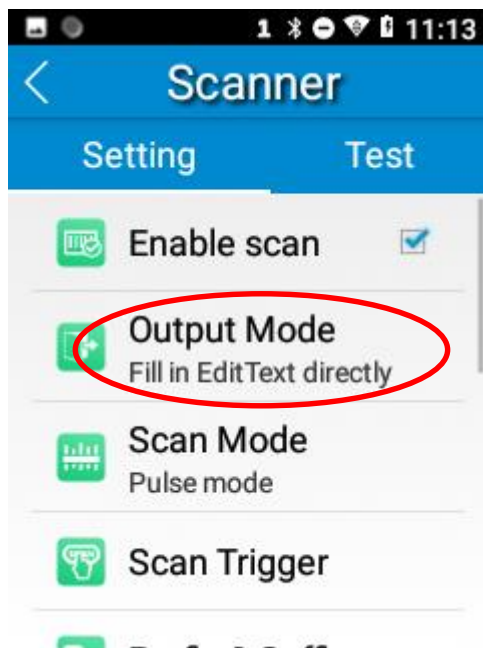 1 11:13
Scanner
Setting Test
Enable scan
Output Mode
Fill in EditText directly
Scan Mode
Pulse mode
Scan Trigger